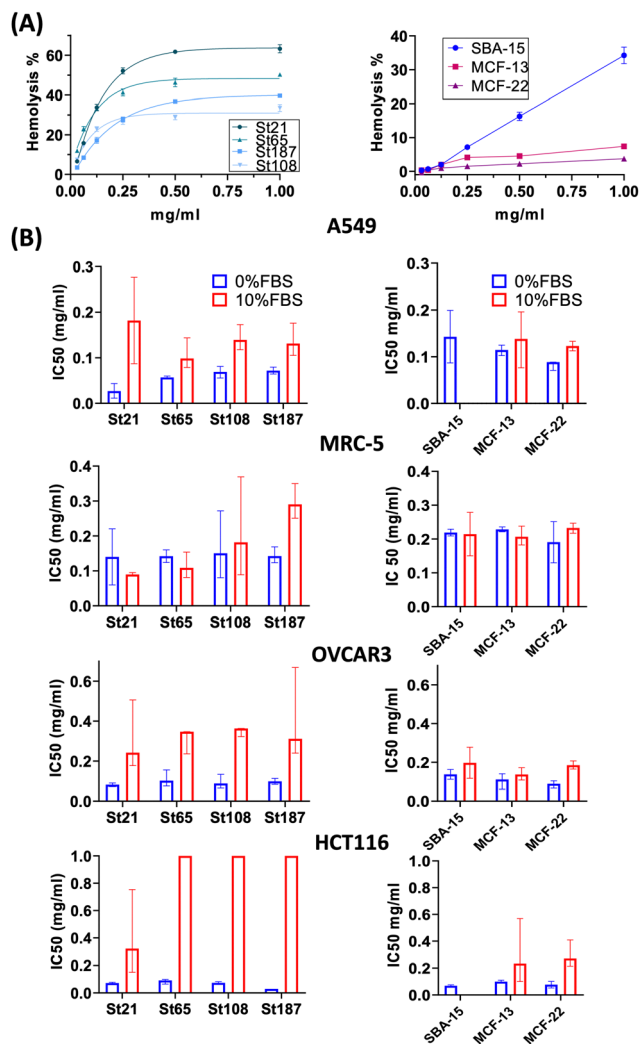 (A)
Hemolysis %
60
40
20
0
St21
St65
St187
St108
0.00 0.25 0.50 0.75 1.00
mg/ml
Hemolysis %
40
30
20
10
0
SBA-15
MCF-13
MCF-22
0.00 0.25 0.50 0.75 1.00
mg/ml
(B)
A549
IC50 (mg/ml)
0.3
0.2
0.1
0.0
0%FBS
10%FBS
St21 St65 St108 St187
IC50 mg/ml)
0.3
0.2
0.1
0.0
0%FBS
10%FBS
SBA-15 MCF-13 MCF-22
MRC-5
IC50 (mg/ml)
0.4
0.3
0.2
0.1
0.0
St21 St65 St108 St187
IC 50 (mg/ml)
0.4
0.3
0.2
0.1
0.0
SBA-15 MCF-13 MCF-22
OVCAR3
IC50 (mg/ml)
0.6
0.4
0.2
0.0
St21 St65 St108 St187
IC50 mg/ml)
0.6
0.4
0.2
0.0
SBA-15 MCF-13 MCF-22
HCT116
IC50 (mg/ml)
1.0
0.8
0.6
0.4
0.2
0.0
St21 St65 St108 St187
IC50 (mg/ml)
1.0
0.8
0.6
0.4
0.2
0.0
SBA-15 MCF-13 MCF-22